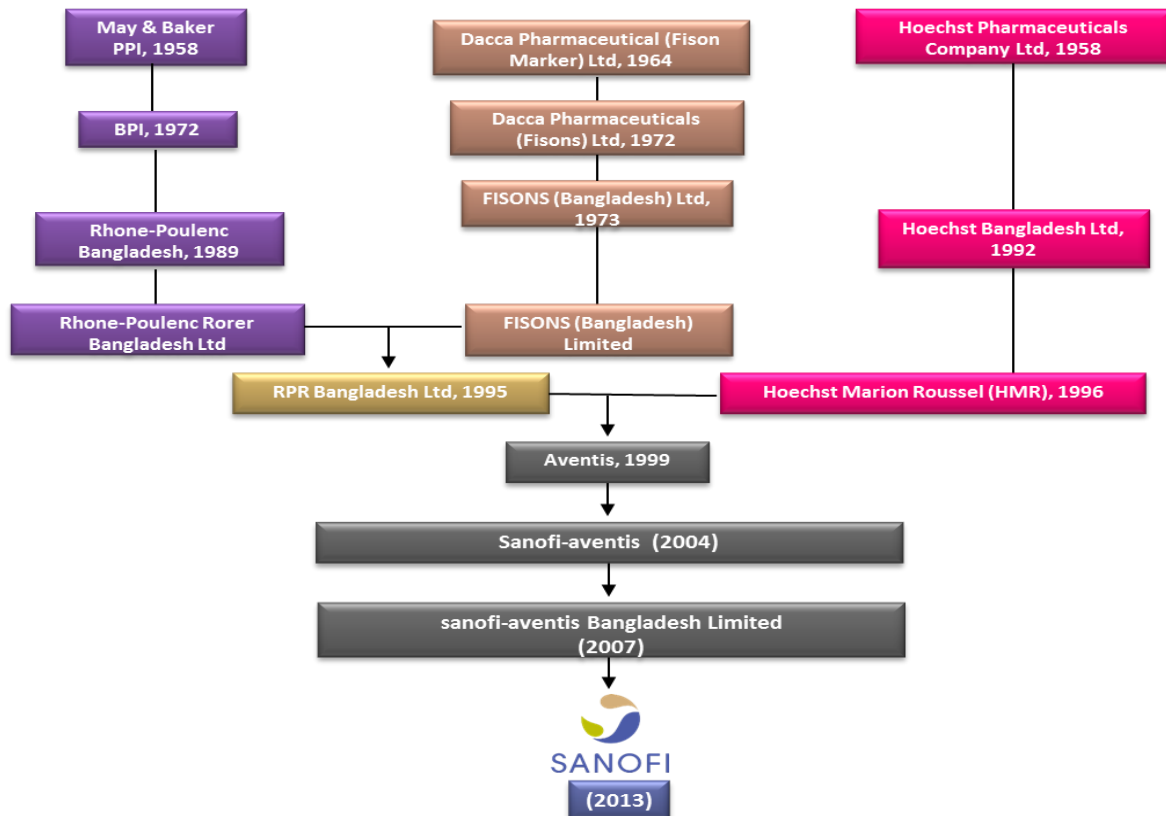 May & Baker
PPI, 1958
Dacca Pharmaceutical (Fison
Marker) Ltd, 1964
Hoechst Pharmaceuticals
Company Ltd, 1958
BPI, 1972
Dacca Pharmaceuticals
(Fisons) Ltd, 1972
FISONS (Bangladesh) Ltd,
1973
Rhone-Poulenc
Bangladesh, 1989
Hoechst Bangladesh Ltd,
1992
Rhone-Poulenc Rorer
Bangladesh Ltd
FISONS (Bangladesh)
Limited
RPR Bangladesh Ltd, 1995
Hoechst Marion Roussel (HMR), 1996
Aventis, 1999
Sanofi-aventis (2004)
sanofi-aventis Bangladesh Limited
(2007)
SANOFI
(2013)